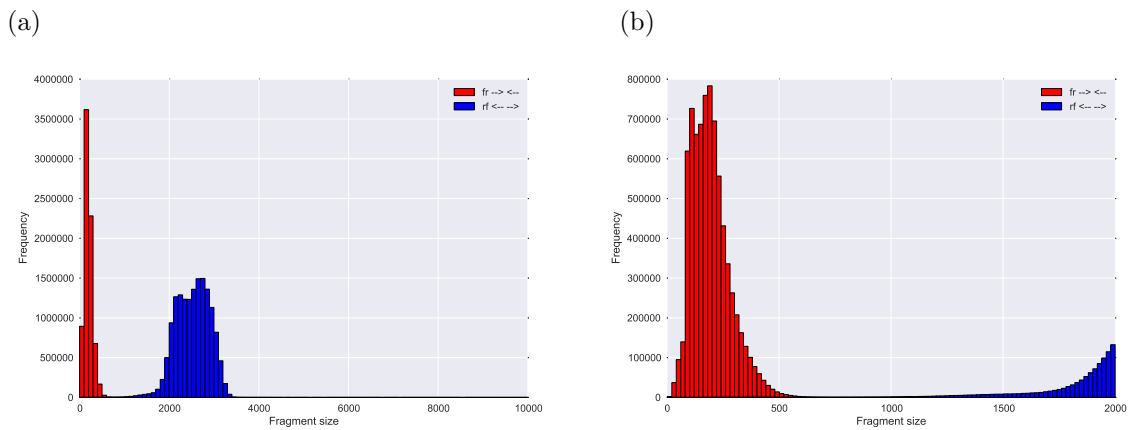 (a)
4000000
3500000
3000000
2500000
2000000
1500000
1000000
500000
0
Frequency
0 2000 4000 6000 8000 10000
Fragment size
fr --> <--
rf <-- -->
(b)
800000
700000
600000
500000
400000
300000
200000
100000
0
Frequency
0 500 1000 1500 2000
Fragment size
fr --> <--
rf <-- -->